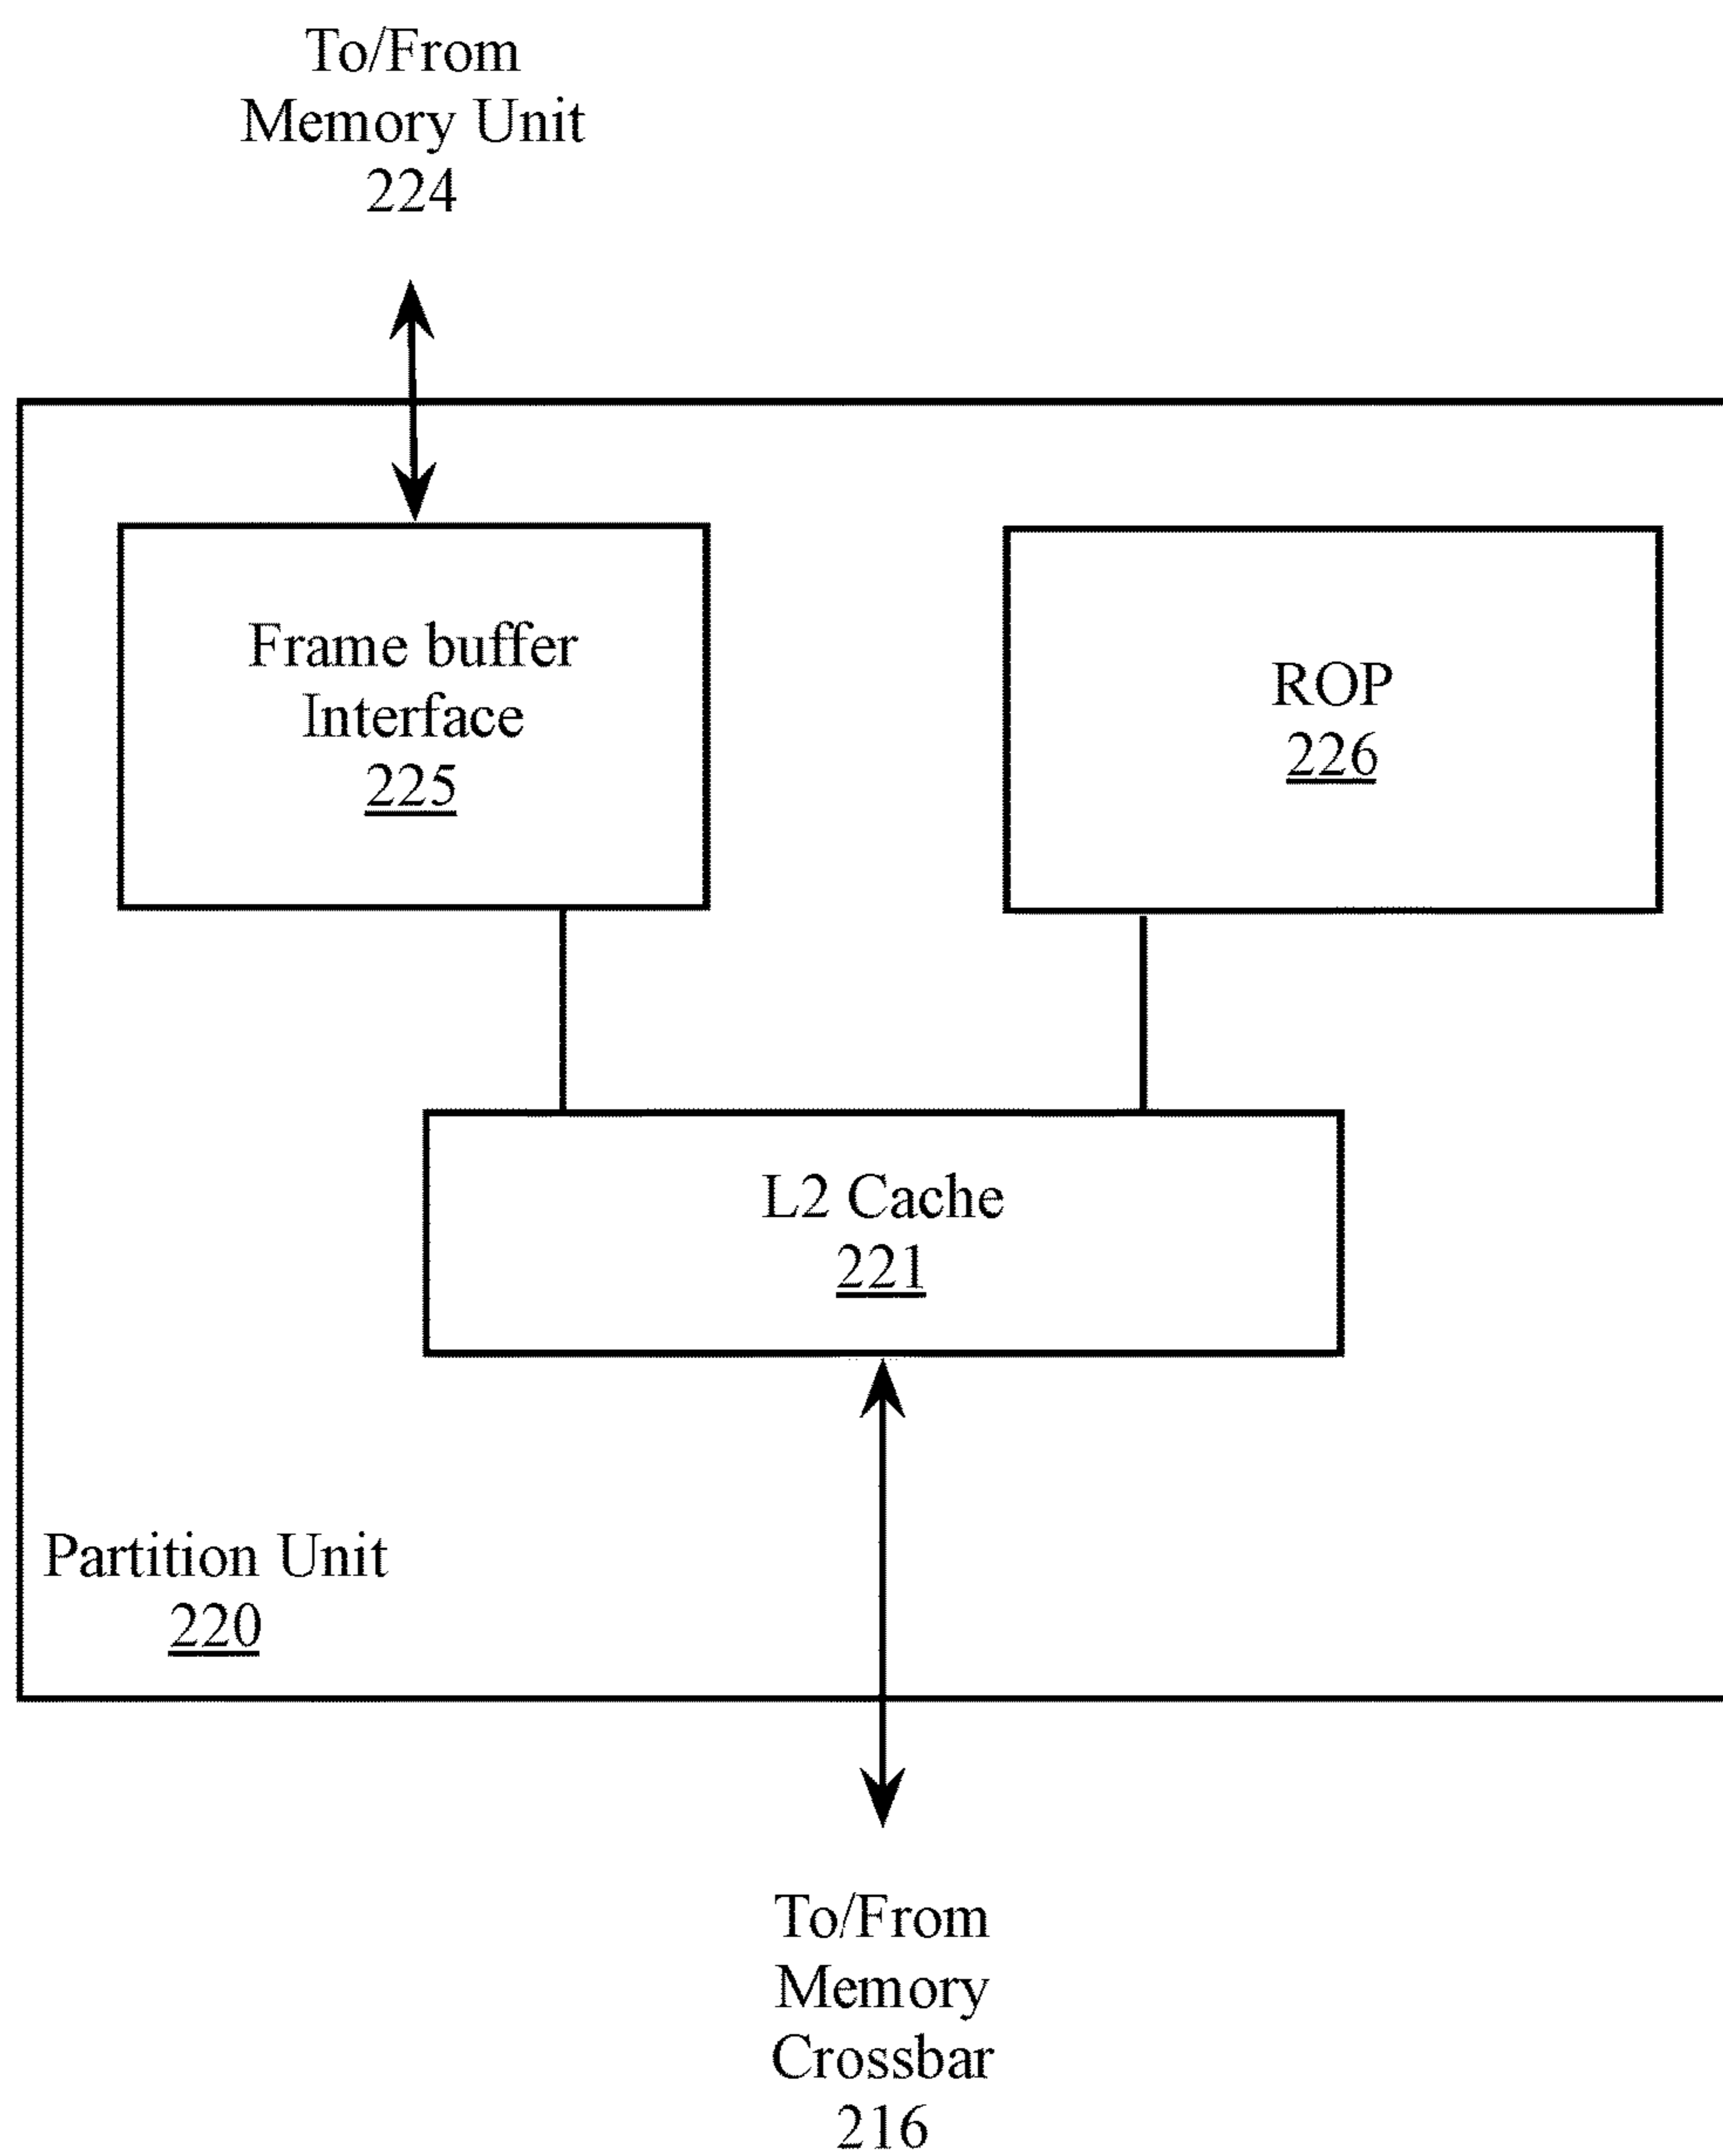 To/From
Memory Unit
224
Frame buffer
Interface
225
ROP
226
L2 Cache
221
Partition Unit
220
To/From
Memory
Crossbar
216